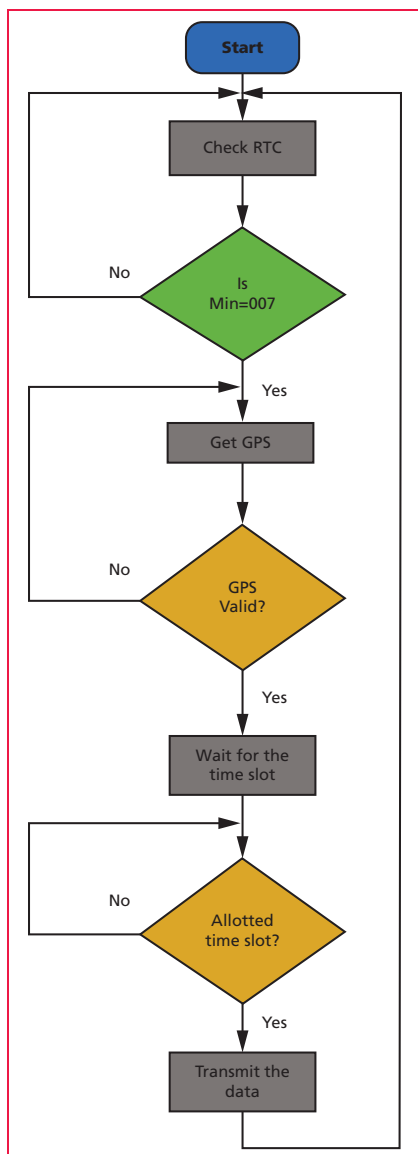 Start
Check RTC
No
Is
Min=007
Yes
Get GPS
No
GPS
Valid?
Yes
Wait for the
time slot
No
Allotted
time slot?
Yes
Transmit the
data